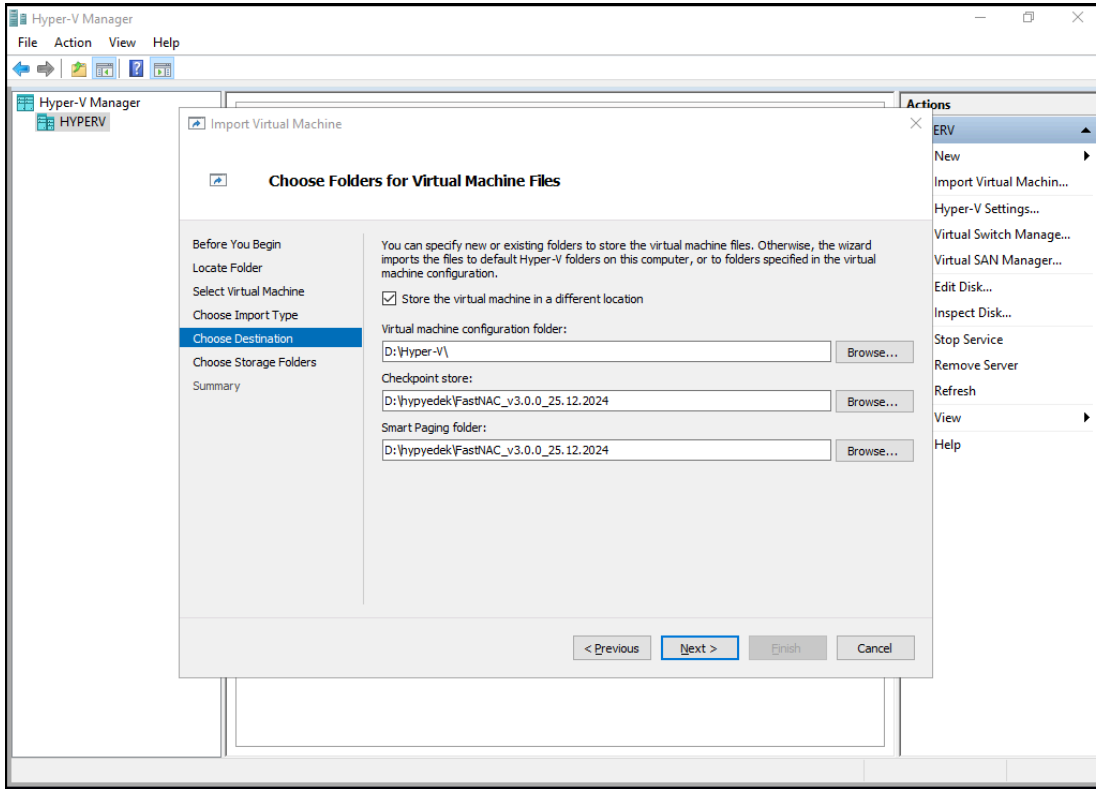 Hyper-V Manager
File Action View Help
Hyper-V Manager
HYPERV
Import Virtual Machine
Choose Folders for Virtual Machine Files
Before You Begin
Locate Folder
Select Virtual Machine
Choose Import Type
Choose Destination
Choose Storage Folders
Summary
You can specify new or existing folders to store the virtual machine files. Otherwise, the wizard
imports the files to default Hyper-V folders on this computer, or to folders specified in the virtual
machine configuration.
Store the virtual machine in a different location
Virtual machine configuration folder:
D:\Hyper-V\ Browse...
Checkpoint store:
D:\hypyedek\FastNAC_v3.0.0_25.12.2024 Browse...
Smart Paging folder:
D:\hypyedek\FastNAC_v3.0.0_25.12.2024 Browse...
< Previous Next > Finish Cancel
Actions
ERV
New
Import Virtual Machin...
Hyper-V Settings...
Virtual Switch Manage...
Virtual SAN Manager...
Edit Disk...
Inspect Disk...
Stop Service
Remove Server
Refresh
View
Help